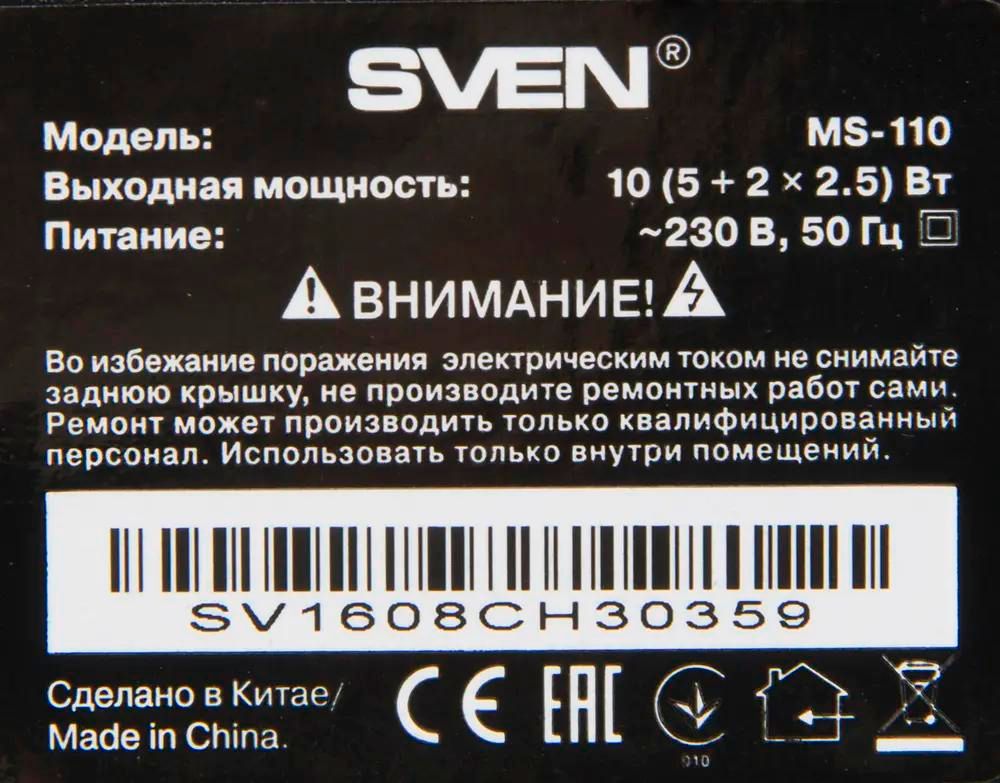 SVEN®
Модель: MS-110
Выходная мощность: 10 (5 + 2 × 2.5) Вт
Питание: ~230 В, 50 Гц
ВНИМАНИЕ!
Во избежание поражения электрическим током не снимайте
заднюю крышку, не производите ремонтных работ сами.
Ремонт может производить только квалифицированный
персонал. Использовать только внутри помещений.
SV1608CH30359
Сделано в Китае/
Made in China.
CE EAC
010